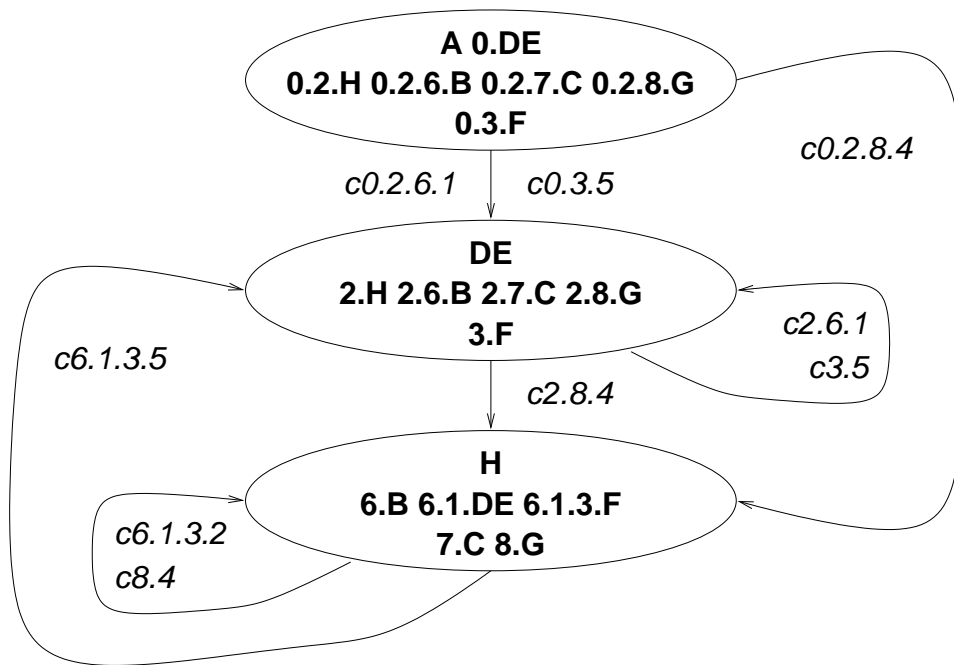 A 0.DE
0.2.H 0.2.6.B 0.2.7.C 0.2.8.G
0.3.F
c0.2.8.4
c0.2.6.1 c0.3.5
DE
2.H 2.6.B 2.7.C 2.8.G
3.F
c2.6.1
c3.5
c6.1.3.5
c2.8.4
H
6.B 6.1.DE 6.1.3.F
7.C 8.G
c6.1.3.2
c8.4